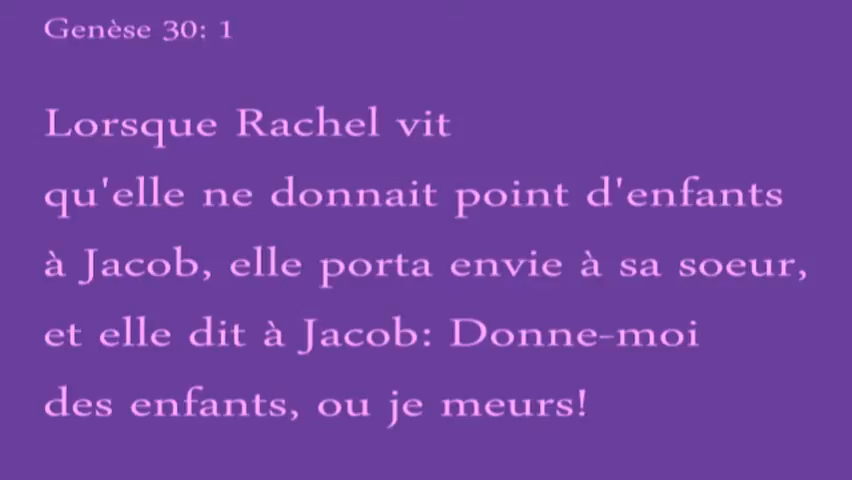 Genèse 30: 1
Lorsque Rachel vit
qu'elle ne donnait point d'enfants
à Jacob, elle porta envie à sa soeur,
et elle dit à Jacob: Donne-moi
des enfants, ou je meurs!